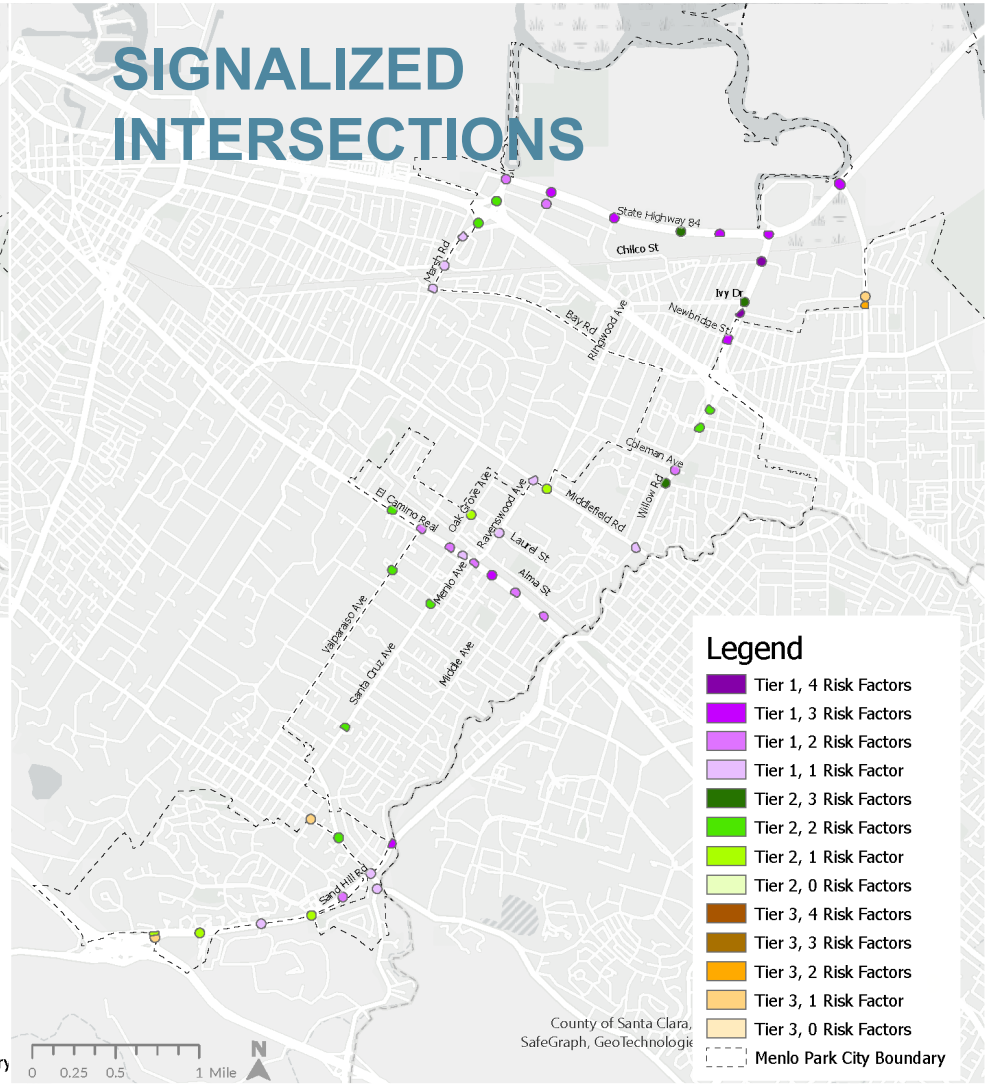 SIGNALIZED
INTERSECTIONS
State Highway 84
Chilco St
Marsh Rd
Ivy Dr
Newbridge St
Bay Rd
Ringwood Ave
Coleman Ave
Willow Rd
Middlefield Rd
El Camino Real
Oak Grove Ave
Ravenswood Ave
Laurel St
Alma St
Menlo Ave
Valparaiso Ave
Santa Cruz Ave
Middle Ave
Sand Hill Rd
Legend
Tier 1, 4 Risk Factors
Tier 1, 3 Risk Factors
Tier 1, 2 Risk Factors
Tier 1, 1 Risk Factor
Tier 2, 3 Risk Factors
Tier 2, 2 Risk Factors
Tier 2, 1 Risk Factor
Tier 2, 0 Risk Factors
Tier 3, 4 Risk Factors
Tier 3, 3 Risk Factors
Tier 3, 2 Risk Factors
Tier 3, 1 Risk Factor
Tier 3, 0 Risk Factors
Menlo Park City Boundary
County of Santa Clara,
SafeGraph, GeoTechnologie
N
0 0.25 0.5 1 Mile